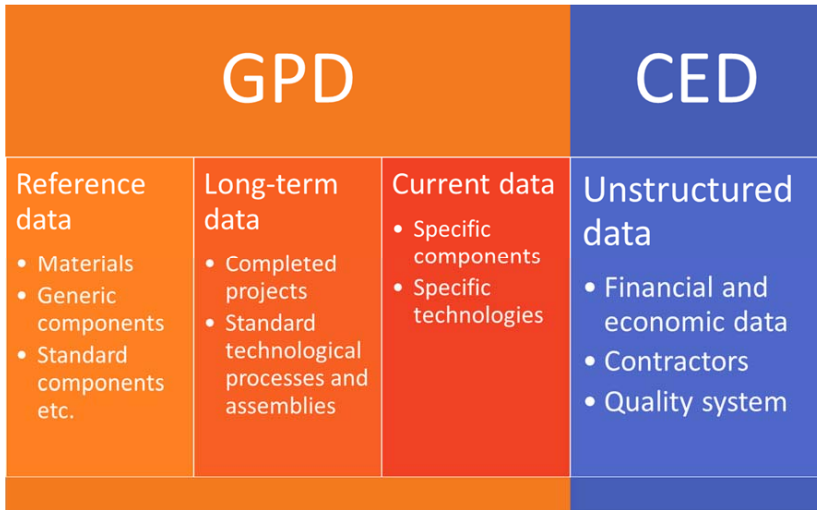 GPD
CED
Reference
data
• Materials
• Generic
components
• Standard
components
etc.
Long-term
data
• Completed
projects
• Standard
technological
processes and
assemblies
Current data
• Specific
components
• Specific
technologies
Unstructured
data
• Financial and
economic data
• Contractors
• Quality system